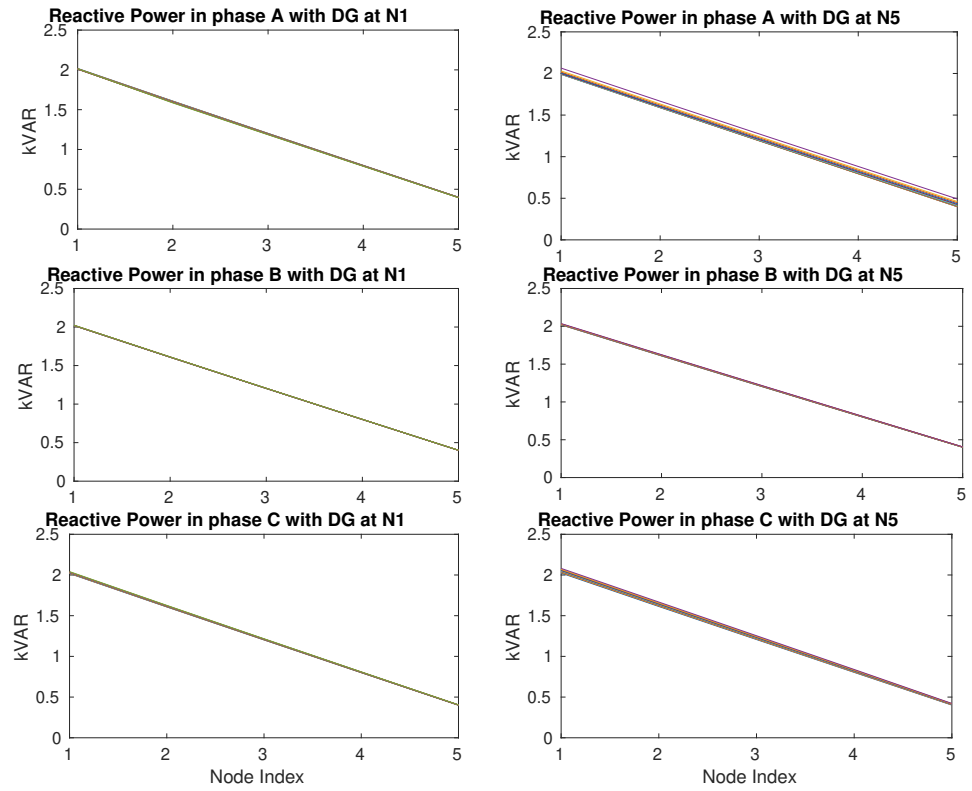 Reactive Power in phase A with DG at N1
2.5
2
1.5
1
0.5
0
kVAR
1 2 3 4 5
Reactive Power in phase A with DG at N5
2.5
2
1.5
1
0.5
0
kVAR
1 2 3 4 5
Reactive Power in phase B with DG at N1
2.5
2
1.5
1
0.5
0
kVAR
1 2 3 4 5
Reactive Power in phase B with DG at N5
2.5
2
1.5
1
0.5
0
kVAR
1 2 3 4 5
Reactive Power in phase C with DG at N1
2.5
2
1.5
1
0.5
0
kVAR
1 2 3 4 5
Node Index
Reactive Power in phase C with DG at N5
2.5
2
1.5
1
0.5
0
kVAR
1 2 3 4 5
Node Index